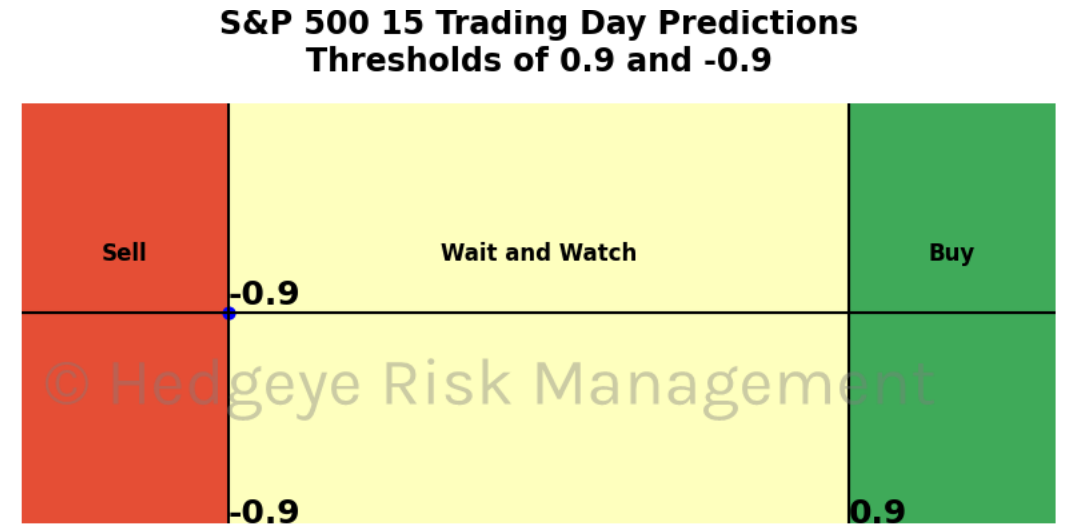 S&P 500 15 Trading Day Predictions
Thresholds of 0.9 and -0.9
Sell
Wait and Watch
Buy
-0.9
© Hedgeye Risk Management
-0.9
0.9